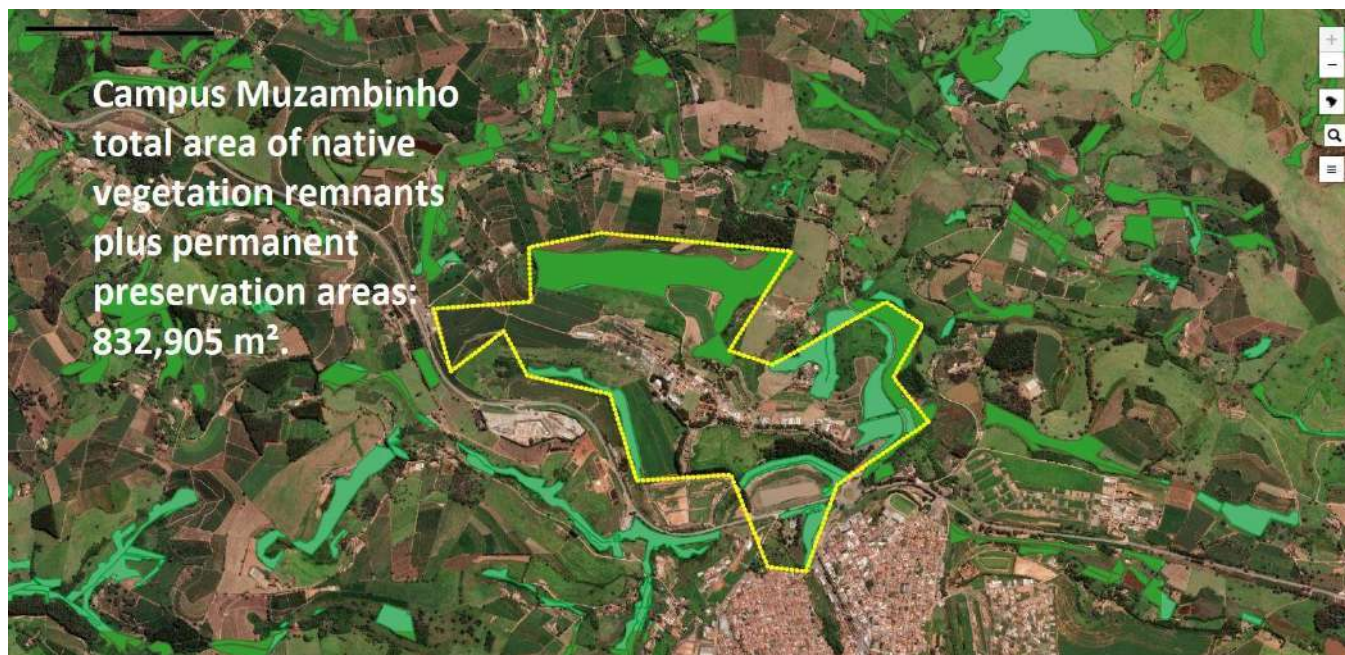 Campus Muzambinho
total area of native
vegetation remnants
plus permanent
preservation areas:
832,905 m².